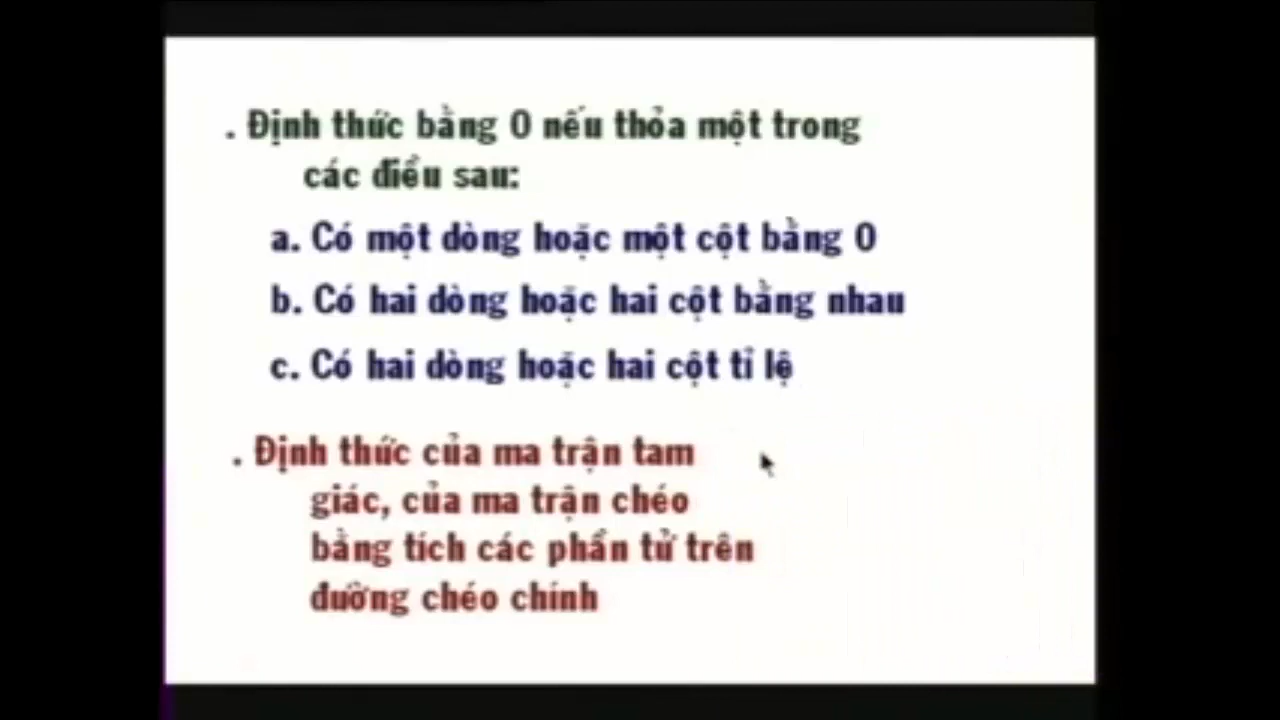 . Định thức bằng 0 nếu thỏa một trong
các điều sau:
a. Có một dòng hoặc một cột bằng 0
b. Có hai dòng hoặc hai cột bằng nhau
c. Có hai dòng hoặc hai cột tỉ lệ
. Định thức của ma trận tam
giác, của ma trận chéo
bằng tích các phần tử trên
đường chéo chính